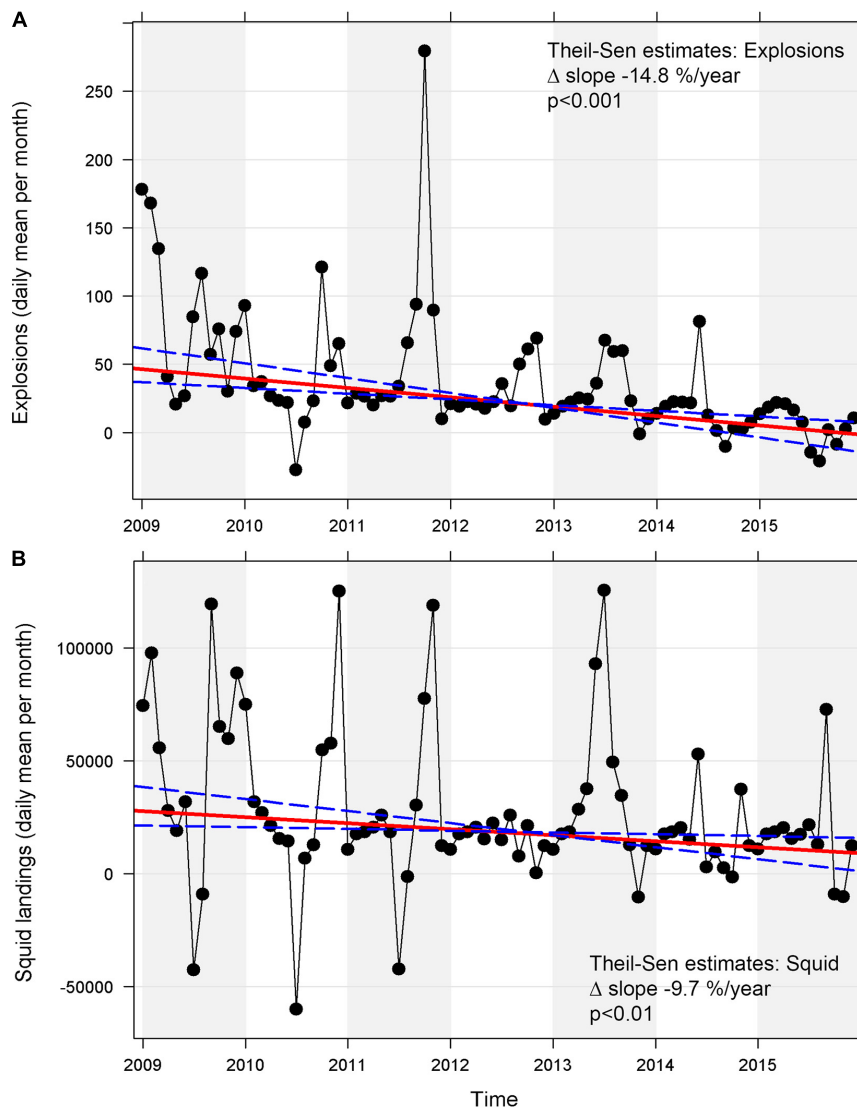 A
Theil-Sen estimates: Explosions
Δ slope -14.8 %/year
p<0.001
Explosions (daily mean per month)
250
200
150
100
50
0
2009 2010 2011 2012 2013 2014 2015
B
Squid landings (daily mean per month)
100000
50000
0
-50000
Theil-Sen estimates: Squid
Δ slope -9.7 %/year
p<0.01
2009 2010 2011 2012 2013 2014 2015
Time